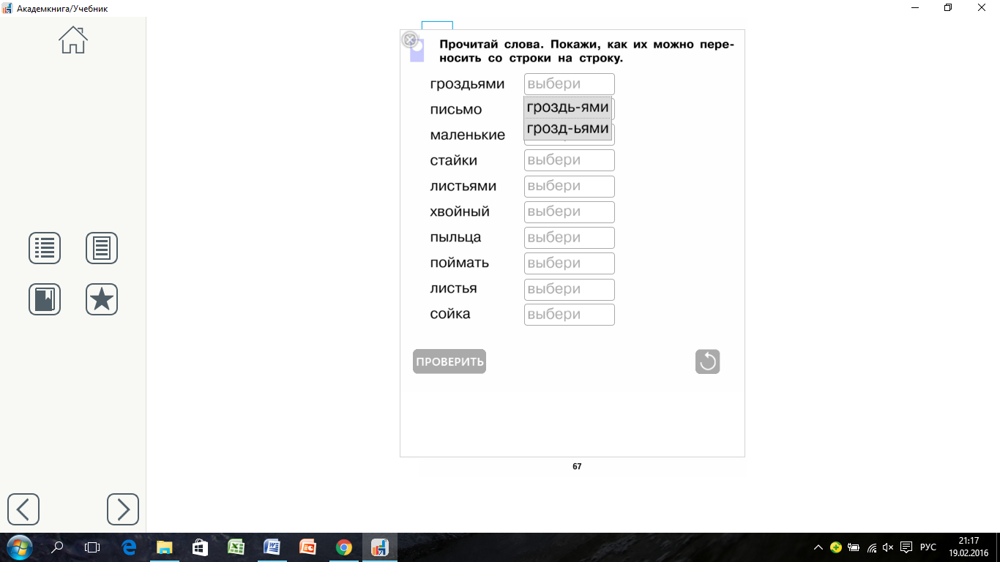 Академкнига/Учебник
Прочитай слова. Покажи, как их можно пере-
носить со строки на строку.
гроздьями выбери
письмо гроздь-ями
маленькие грозд-ьями
стайки выбери
листьями выбери
хвойный выбери
пыльца выбери
поймать выбери
листья выбери
сойка выбери
ПРОВЕРИТЬ
67
РУС
21:17
19.02.2016